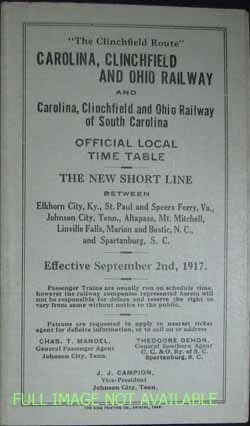 "The Clinchfield Route"
CAROLINA, CLINCHFIELD
AND OHIO RAILWAY
AND
Carolina, Clinchfield and Ohio Railway
of South Carolina
OFFICIAL LOCAL
TIME TABLE
THE NEW SHORT LINE
BETWEEN
Elkhorn City, Ky., St. Paul and Speers Ferry, Va.,
Johnson City, Tenn., Altapass, Mt. Mitchell,
Linville Falls, Marion and Bostic, N. C.,
and Spartanburg, S. C.
Effective September 2nd, 1917.
Passenger Trains are usually run on schedule time,
however the railway companies represented herein will
not be responsible for delays and reserve the right to
vary from same without notice to the public.
Patrons are requested to apply to nearest ticket
agent for definite information, or to call on or address
CHAS. T. MANDEL,
General Passenger Agent
Johnson City, Tenn.
THEODORE DEHON,
General Southern Agent
C. C. & O. Ry. of S. C.
Spartanburg, S. C.
J. J. CAMPION,
Vice-President
Johnson City, Tenn.
FULL IMAGE NOT AVAILABLE